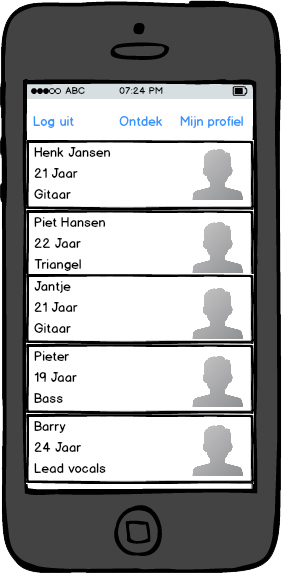 ABC 07:24 PM
Log uit Ontdek Mijn profiel
Henk Jansen
21 Jaar
Gitaar
Piet Hansen
22 Jaar
Triangel
Jantje
21 Jaar
Gitaar
Pieter
19 Jaar
Bass
Barry
24 Jaar
Lead vocals